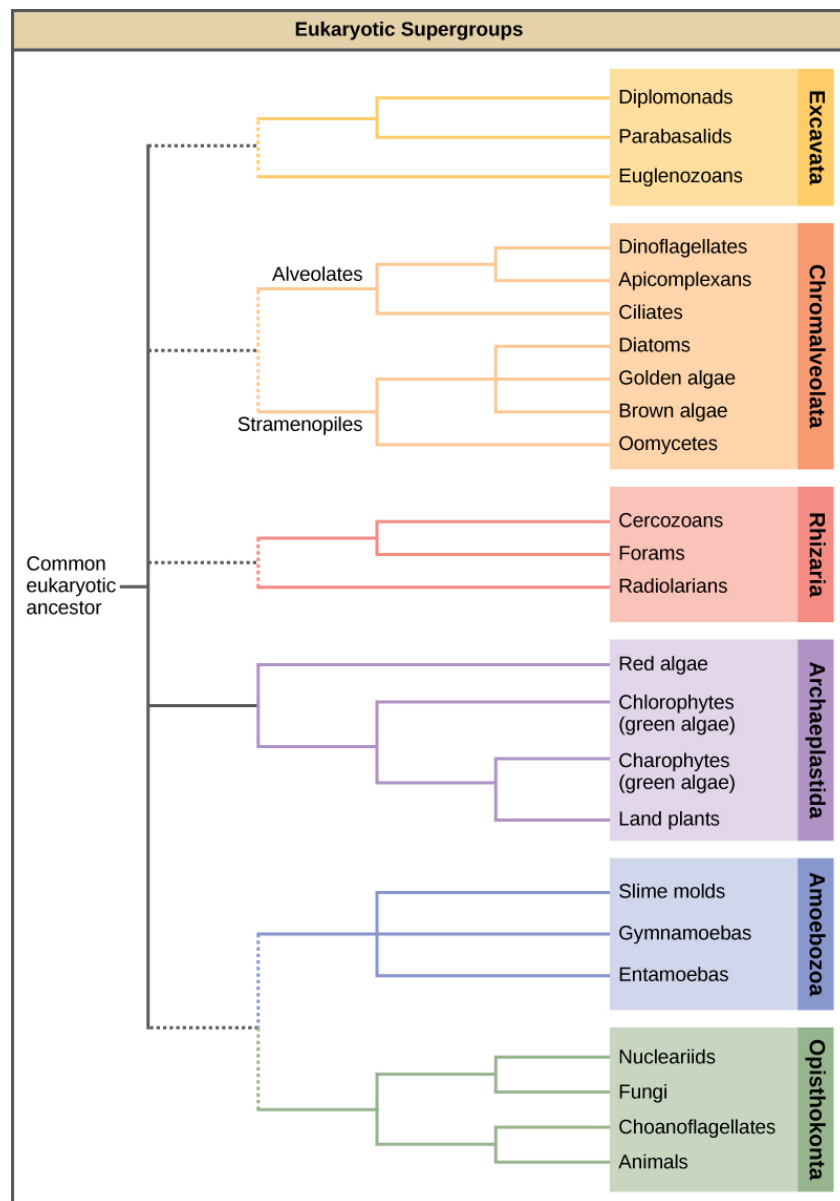 Eukaryotic Supergroups
Diplomonads
Parabasalids
Euglenozoans
Excavata
Alveolates
Dinoflagellates
Apicomplexans
Ciliates
Stramenopiles
Diatoms
Golden algae
Brown algae
Oomycetes
Chromalveolata
Common
eukaryotic
ancestor
Cercozoans
Forams
Radiolarians
Rhizaria
Red algae
Chlorophytes
(green algae)
Charophytes
(green algae)
Land plants
Archaeplastida
Slime molds
Gymnamoebas
Entamoebas
Amoebozoa
Nucleariids
Fungi
Choanoflagellates
Animals
Opisthokonta